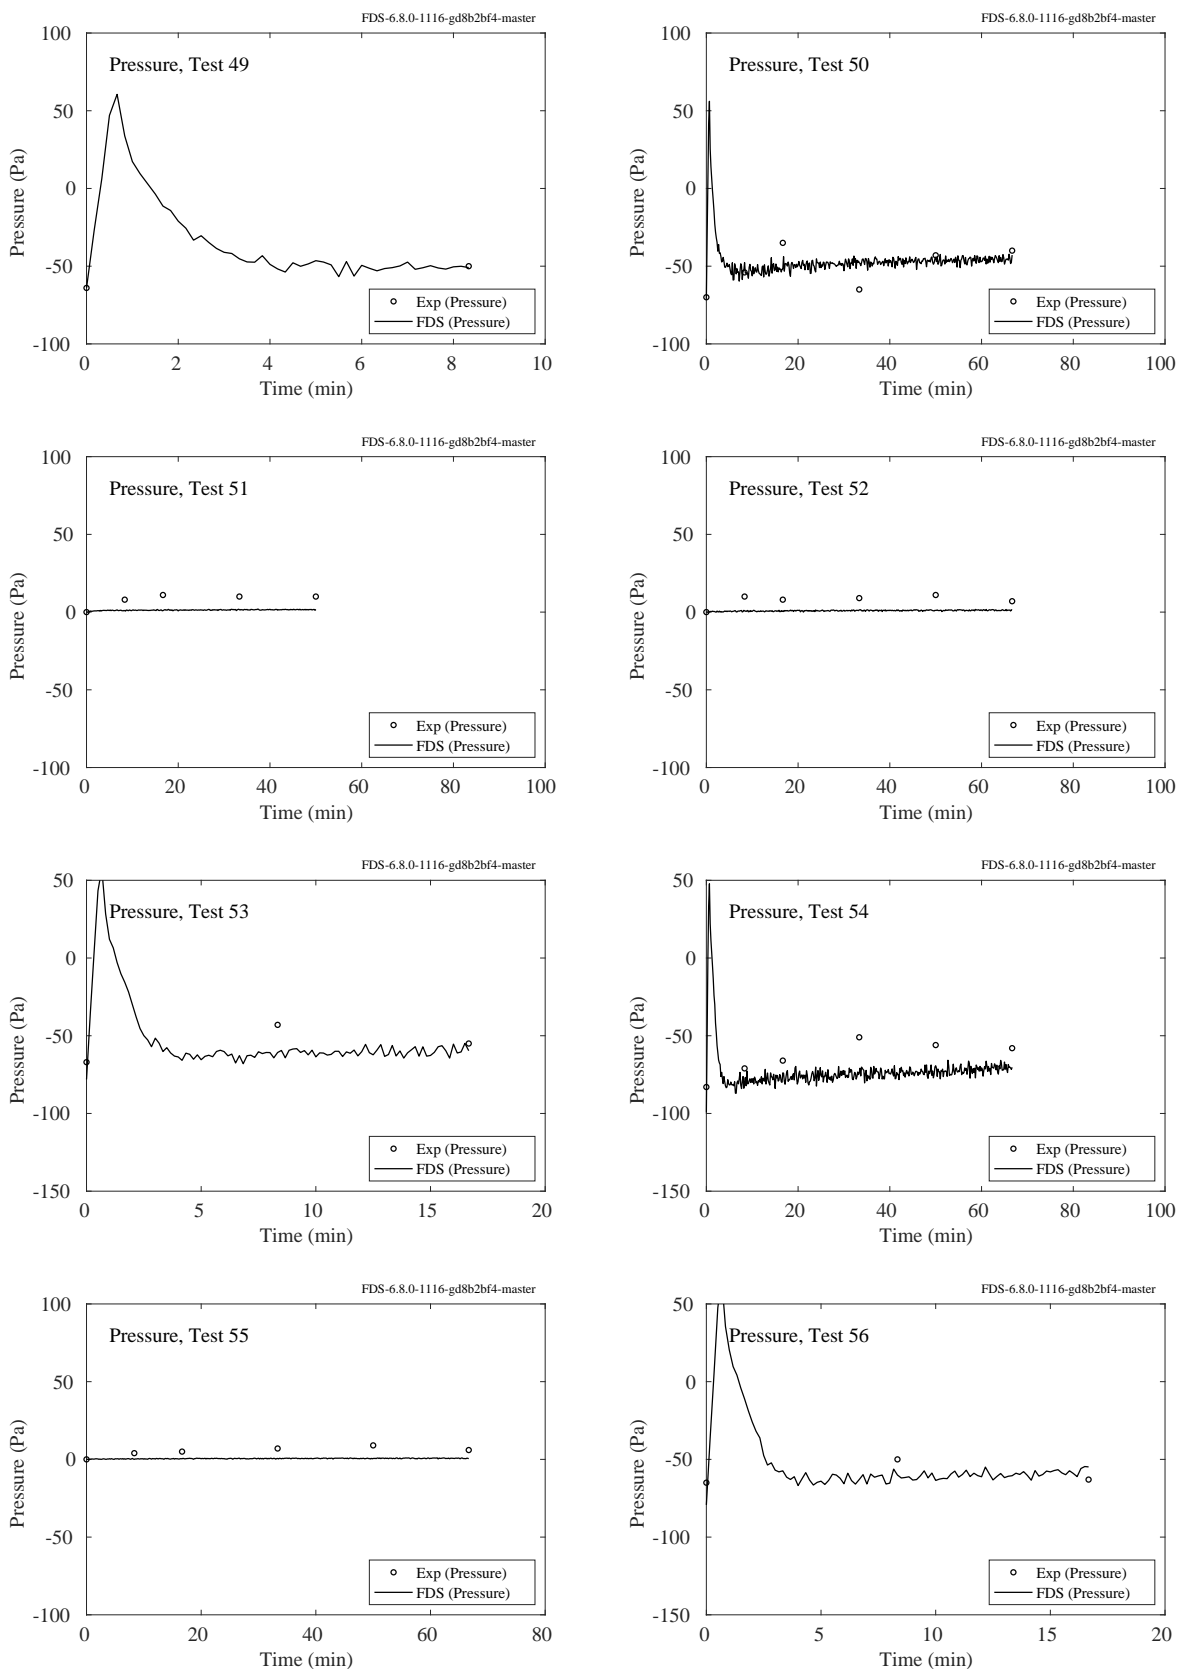 FDS-6.8.0-1116-gd8b2bf4-master
Pressure, Test 49
Pressure (Pa)
100
50
0
-50
-100
0 2 4 6 8 10
Time (min)
Exp (Pressure)
FDS (Pressure)
FDS-6.8.0-1116-gd8b2bf4-master
Pressure, Test 50
Pressure (Pa)
100
50
0
-50
-100
0 20 40 60 80 100
Time (min)
Exp (Pressure)
FDS (Pressure)
FDS-6.8.0-1116-gd8b2bf4-master
Pressure, Test 51
Pressure (Pa)
100
50
0
-50
-100
0 20 40 60 80 100
Time (min)
Exp (Pressure)
FDS (Pressure)
FDS-6.8.0-1116-gd8b2bf4-master
Pressure, Test 52
Pressure (Pa)
100
50
0
-50
-100
0 20 40 60 80 100
Time (min)
Exp (Pressure)
FDS (Pressure)
FDS-6.8.0-1116-gd8b2bf4-master
Pressure, Test 53
Pressure (Pa)
50
0
-50
-100
-150
0 5 10 15 20
Time (min)
Exp (Pressure)
FDS (Pressure)
FDS-6.8.0-1116-gd8b2bf4-master
Pressure, Test 54
Pressure (Pa)
50
0
-50
-100
-150
0 20 40 60 80 100
Time (min)
Exp (Pressure)
FDS (Pressure)
FDS-6.8.0-1116-gd8b2bf4-master
Pressure, Test 55
Pressure (Pa)
100
50
0
-50
-100
0 20 40 60 80
Time (min)
Exp (Pressure)
FDS (Pressure)
FDS-6.8.0-1116-gd8b2bf4-master
Pressure, Test 56
Pressure (Pa)
50
0
-50
-100
-150
0 5 10 15 20
Time (min)
Exp (Pressure)
FDS (Pressure)